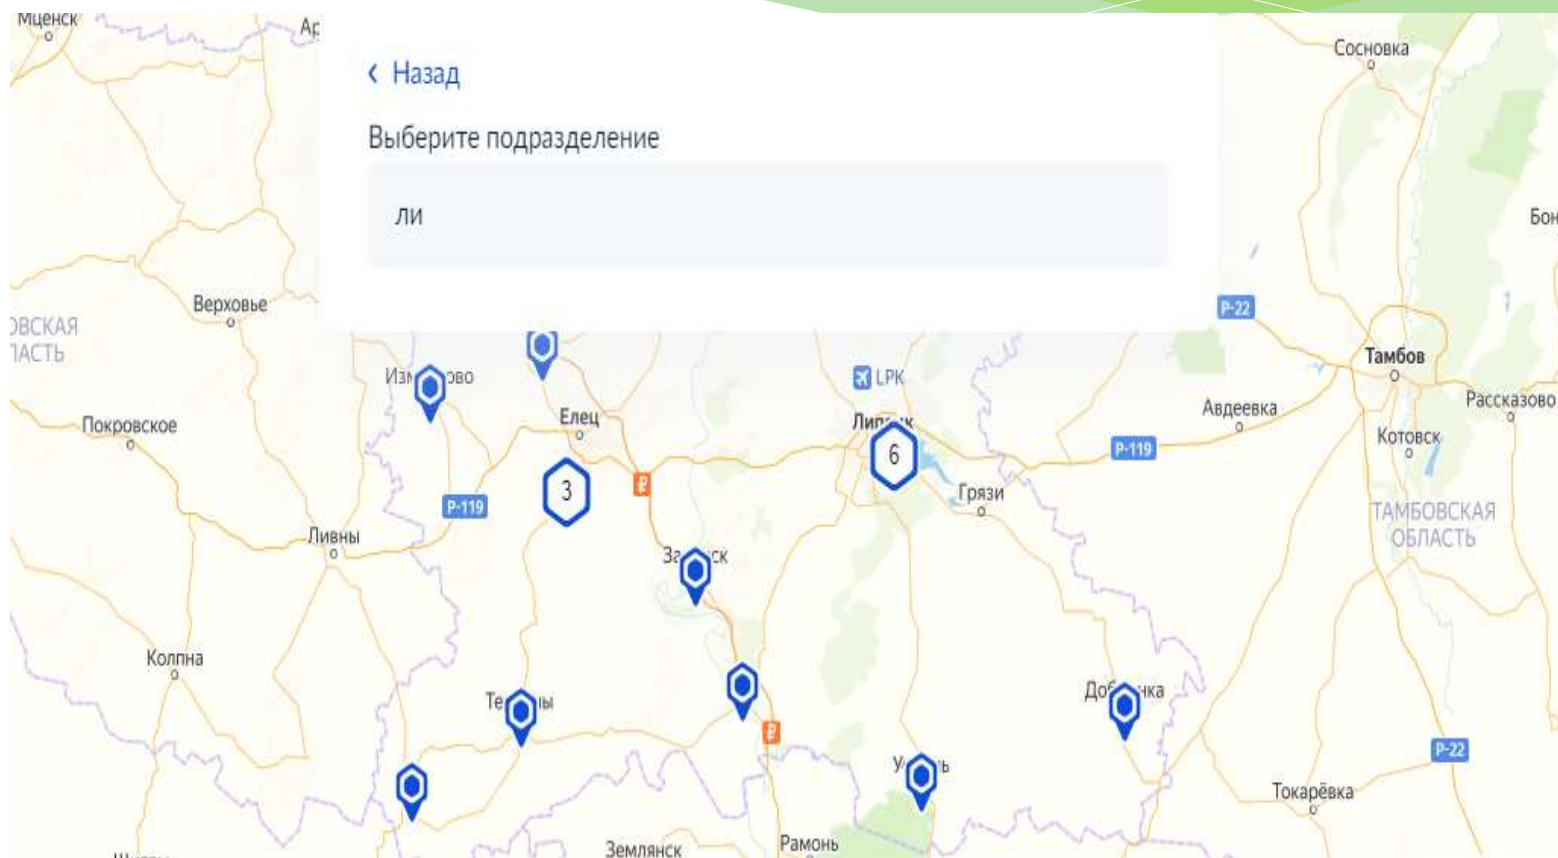 Мценск
Сосновка
Назад
Выберите подразделение
ли
Верховье
Р-22
LPK
Тамбов
Покровское
Елец
Авдеевка
Рассказово
Р-119
Котовск
6
3
Р-119
Грязи
ТАМБОВСКАЯ
ОБЛАСТЬ
Ливны
Колпна
Р-22
Токарёвка
Землянск
Рамонь